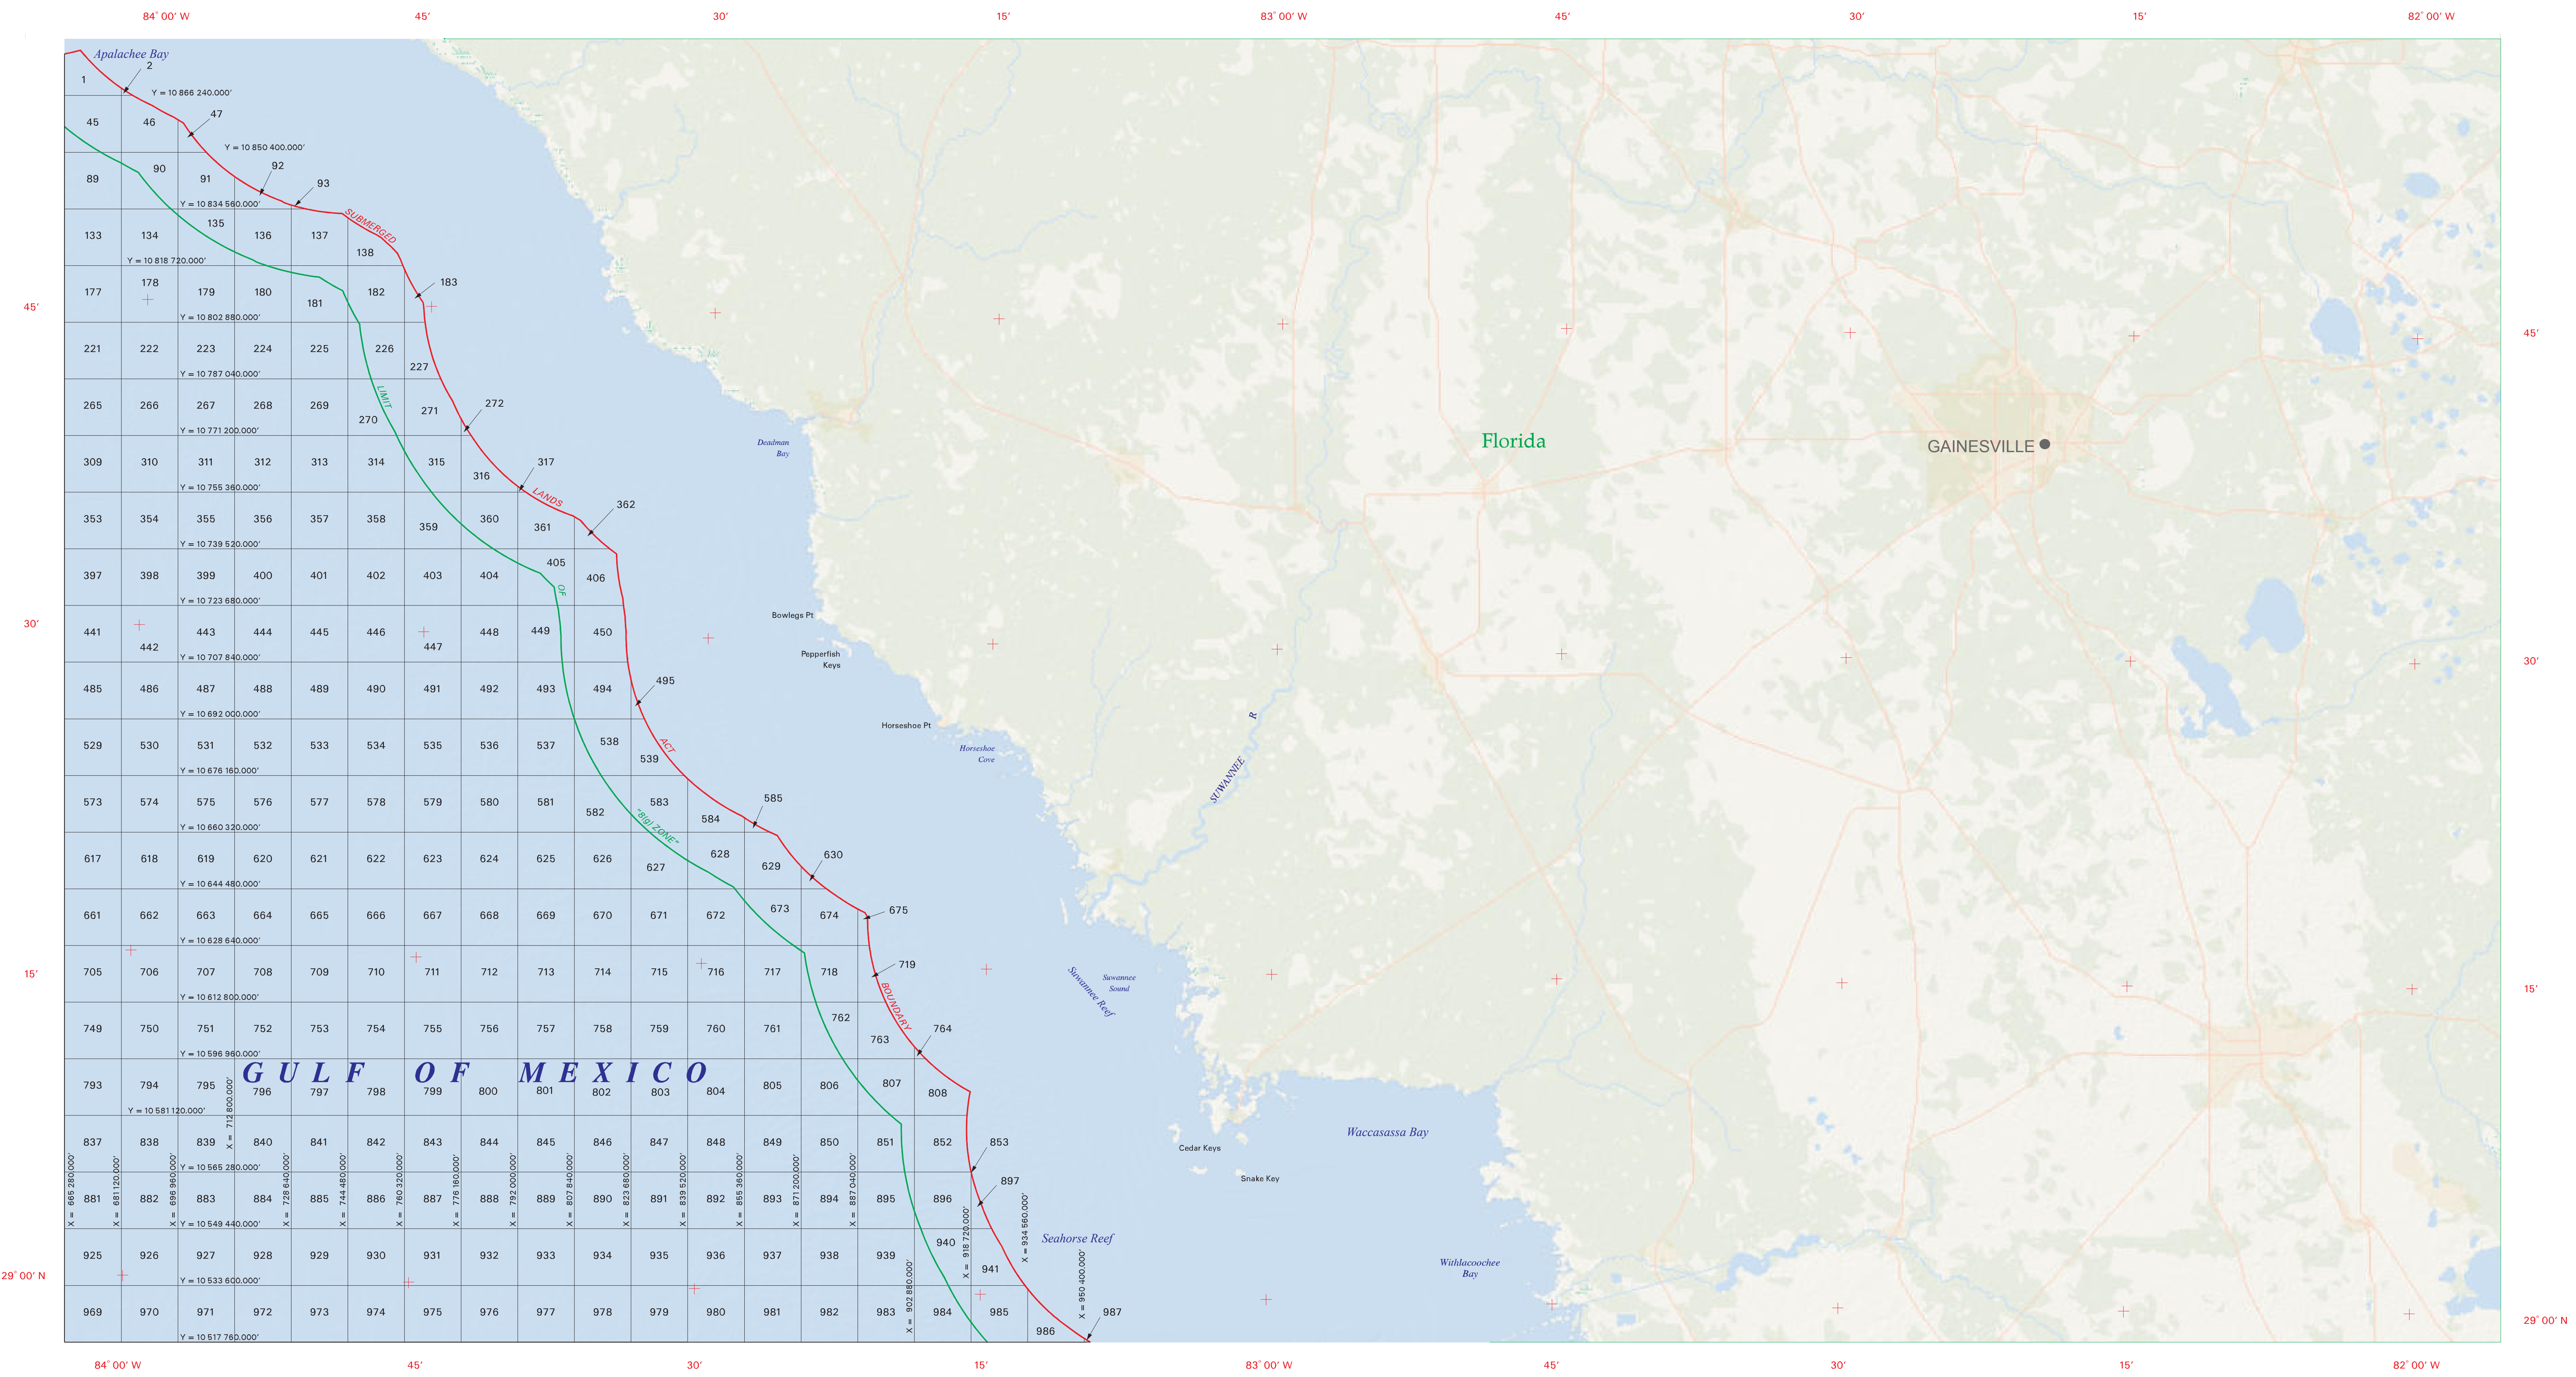 84° 00' W 45' 30' 15' 83° 00' W 45' 30' 15' 82° 00' W
Apalachee Bay
2
1
Y = 10 866 240.000'
47
45 46
Y = 10 850 400.000'
92
90
89 91
93
Y = 10 834 560.000'
SUBMERGED
135
133 134 136 137
138
Y = 10 818 720.000'
178
183
177 179 180 182
181
45'
Y = 10 802 880.000'
45'
221 222 223 224 225 226
227
Y = 10 787 040.000'
LIMIT
265 266 267 268 269
272
271
270
Y = 10 771 200.000'
Florida
GAINESVILLE
Deadman
Bay
309 310 311 312 313 314 315
317
316
Y = 10 755 360.000'
LANDS
362
353 354 355 356 357 358 360
359 361
Y = 10 739 520.000'
405
397 398 399 400 401 402 403 404
406
OF
Y = 10 723 680.000'
Bowlegs Pt
30'
441 443 444 445 446 448 449 450
442 447
Y = 10 707 840.000'
Pepperfish
Keys
30'
495
485 486 487 488 489 490 491 492 493 494
Y = 10 692 000.000'
Horseshoe Pt
SUWANNEE R
Horseshoe
Cove
ACT
538
529 530 531 532 533 534 535 536 537
539
Y = 10 676 160.000'
585
573 574 575 576 577 578 579 580 581 583
582
584
"8(g) ZONE"
Y = 10 660 320.000'
630
628
617 618 619 620 621 622 623 624 625 626
627 629
Y = 10 644 480.000'
673 675
661 662 663 664 665 666 667 668 669 670 671 672 674
Y = 10 628 640.000'
719
15'
705 706 707 708 709 710 711 712 713 714 715 716 717 718
Suwannee Reef
Suwannee
Sound
15'
Y = 10 612 800.000'
BOUNDARY
762
764
749 750 751 752 753 754 755 756 757 758 759 760 761
763
Y = 10 596 960.000'
GULF OF MEXICO
793 794 795 805 806 807
796 797 798 799 800 801 802 803 804
808
Y = 10 581 120.000'
Waccasassa Bay
Cedar Keys
837 838 839 840 841 842 843 844 845 846 847 848 849 850 851 852 853
Y = 10 565 280.000'
Snake Key
897
881 882 883 884 885 886 887 888 889 890 891 892 893 894 895 896
Y = 10 549 440.000'
Seahorse Reef
940
925 926 927 928 929 930 931 932 933 934 935 936 937 938 939
941
Withlacoochee
Bay
29° 00' N
Y = 10 533 600.000'
969 970 971 972 973 974 975 976 977 978 979 980 981 982 983 984 985 987
986
29° 00' N
Y = 10 517 760.000'
X = 665 280.000'
X = 681 120.000'
X = 696 960.000'
X = 712 800.000'
X = 728 640.000'
X = 744 480.000'
X = 760 320.000'
X = 776 160.000'
X = 792 000.000'
X = 807 840.000'
X = 823 680.000'
X = 839 520.000'
X = 855 360.000'
X = 871 200.000'
X = 887 040.000'
X = 902 880.000'
X = 918 720.000'
X = 934 560.000'
X = 950 400.000'
84° 00' W 45' 30' 15' 83° 00' W 45' 30' 15' 82° 00' W